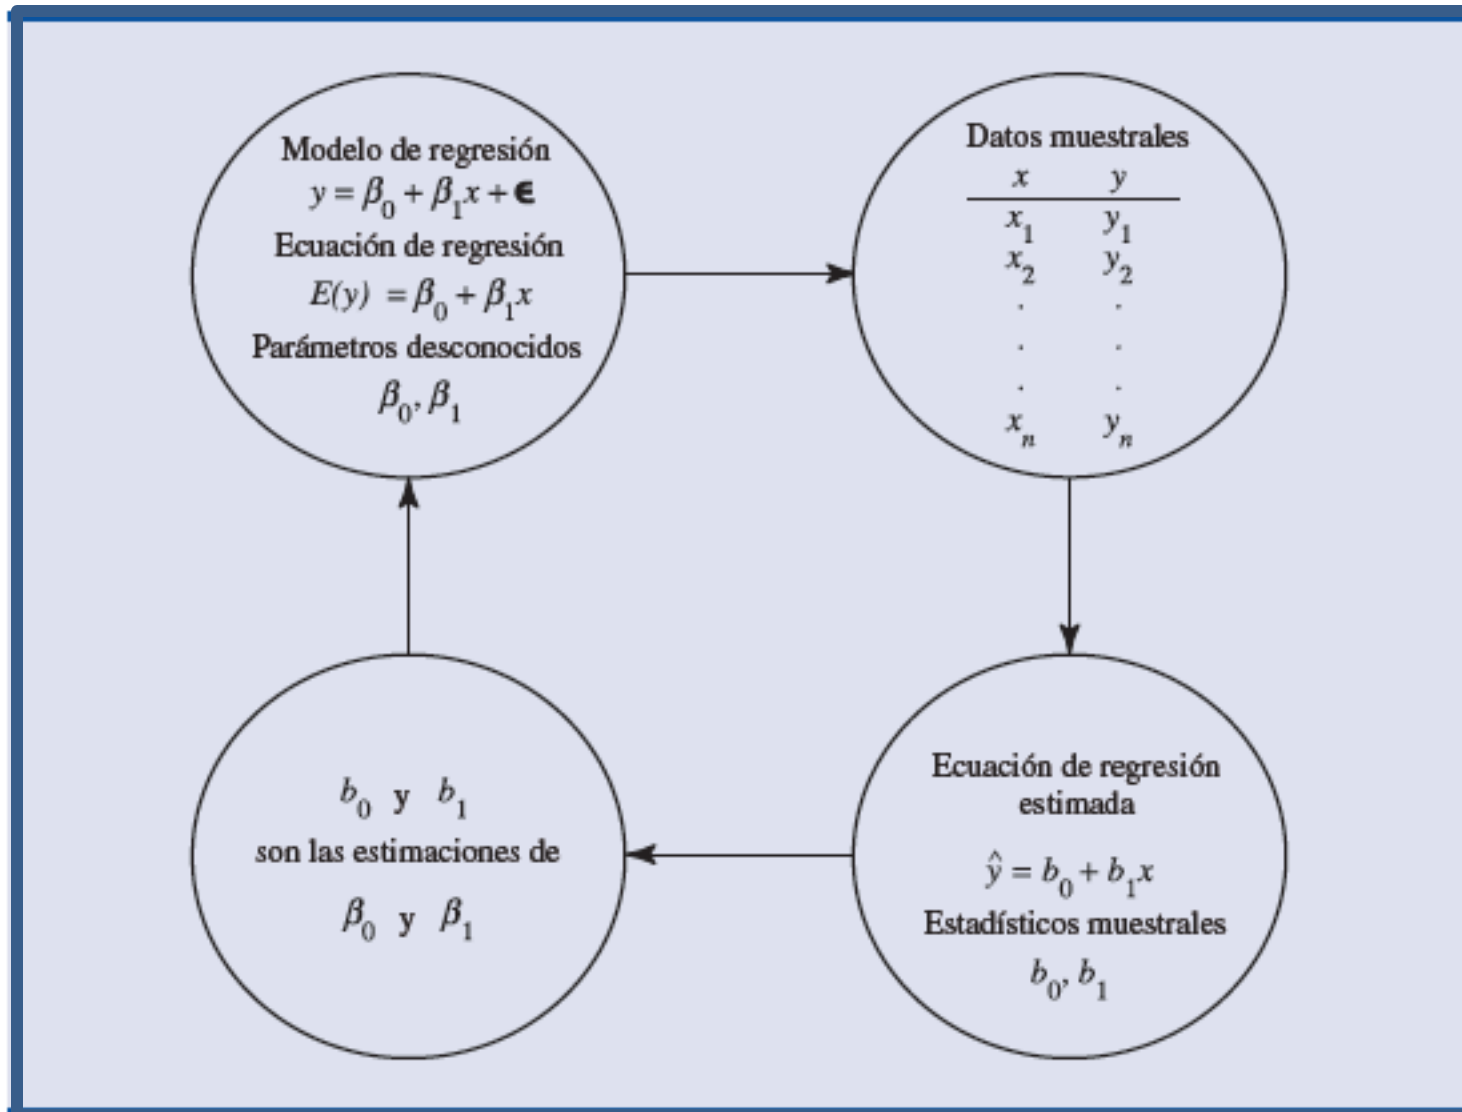 Modelo de regresión
y = β₀ + β₁x + ϵ
Ecuación de regresión
E(y) = β₀ + β₁x
Parámetros desconocidos
β₀, β₁
Datos muestrales
x y
x₁ y₁
x₂ y₂
. .
. .
. .
xₙ yₙ
Ecuación de regresión
estimada
ŷ = b₀ + b₁x
Estadísticos muestrales
b₀, b₁
b₀ y b₁
son las estimaciones de
β₀ y β₁